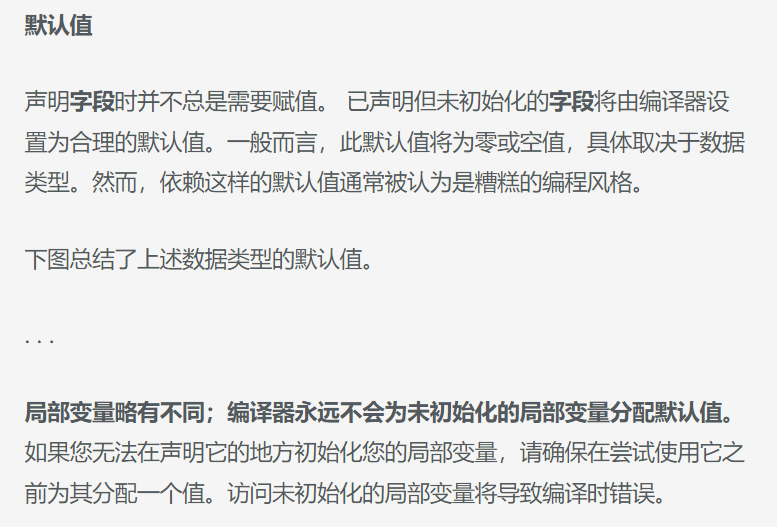 默认值
声明字段时并不总是需要赋值。 已声明但未初始化的字段将由编译器设
置为合理的默认值。一般而言，此默认值将为零或空值，具体取决于数据
类型。然而，依赖这样的默认值通常被认为是糟糕的编程风格。
下图总结了上述数据类型的默认值。
. . .
局部变量略有不同；编译器永远不会为未初始化的局部变量分配默认值。
如果您无法在声明它的地方初始化您的局部变量，请确保在尝试使用它之
前为其分配一个值。访问未初始化的局部变量将导致编译时错误。